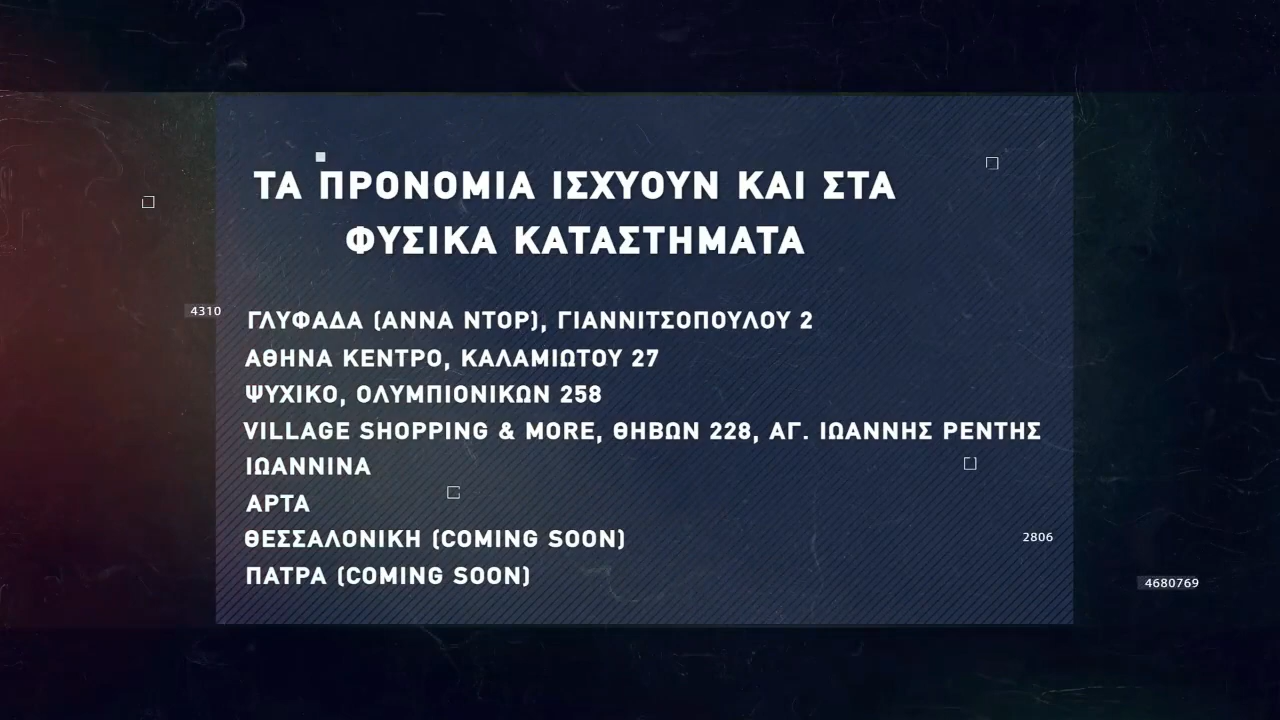 ΤΑ ΠΡΟΝΟΜΙΑ ΙΣΧΥΟΥΝ ΚΑΙ ΣΤΑ
ΦΥΣΙΚΑ ΚΑΤΑΣΤΗΜΑΤΑ
4310
ΓΛΥΦΑΔΑ (ΑΝΝΑ ΝΤΟΡ), ΓΙΑΝΝΙΤΣΟΠΟΥΛΟΥ 2
ΑΘΗΝΑ ΚΕΝΤΡΟ, ΚΑΛΑΜΙΩΤΟΥ 27
ΨΥΧΙΚΟ, ΟΛΥΜΠΙΟΝΙΚΩΝ 258
VILLAGE SHOPPING & MORE, ΘΗΒΩΝ 228, ΑΓ. ΙΩΑΝΝΗΣ ΡΕΝΤΗΣ
ΙΩΑΝΝΙΝΑ
ΑΡΤΑ
ΘΕΣΣΑΛΟΝΙΚΗ (COMING SOON)
2806
ΠΑΤΡΑ (COMING SOON)
4680769